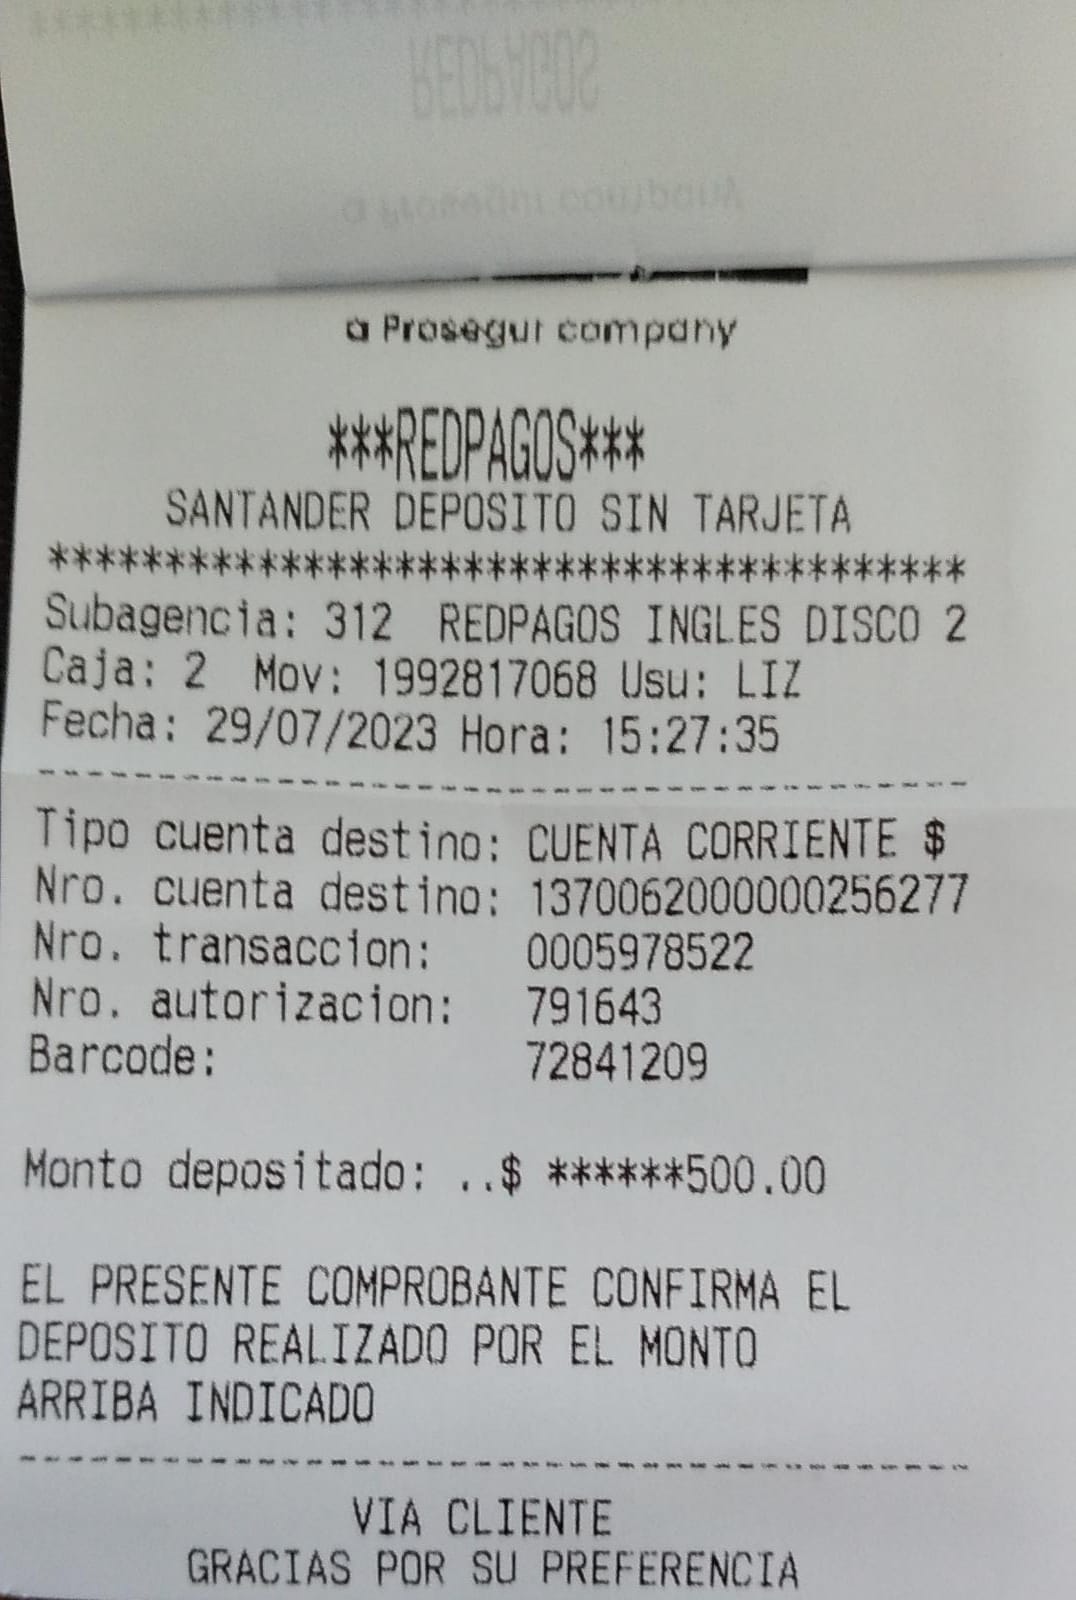 a Prosegur company
***REDPAGOS***
SANTANDER DEPOSITO SIN TARJETA
****************************************
Subagencia: 312 REDPAGOS INGLES DISCO 2
Caja: 2 Mov: 1992817068 Usu: LIZ
Fecha: 29/07/2023 Hora: 15:27:35
----------------------------------------
Tipo cuenta destino: CUENTA CORRIENTE $
Nro. cuenta destino: 1370062000000256277
Nro. transaccion: 0005978522
Nro. autorizacion: 791643
Barcode: 72841209
Monto depositado: ..$ ******500.00
EL PRESENTE COMPROBANTE CONFIRMA EL
DEPOSITO REALIZADO POR EL MONTO
ARRIBA INDICADO
----------------------------------------
VIA CLIENTE
GRACIAS POR SU PREFERENCIA